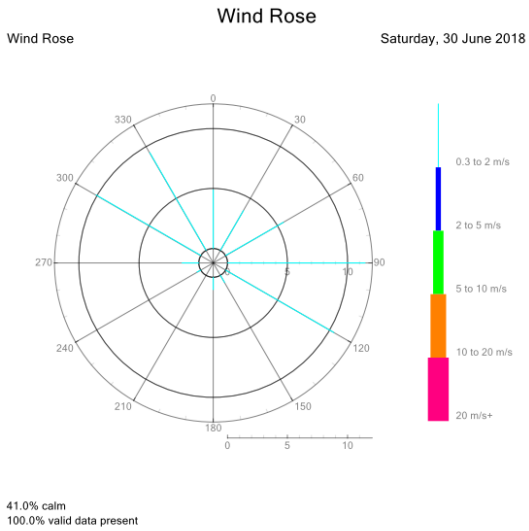 Wind Rose
Wind Rose
Saturday, 30 June 2018
0
330
30
300
60
0.3 to 2 m/s
2 to 5 m/s
270
0
5
10
90
5 to 10 m/s
240
120
10 to 20 m/s
210
150
20 m/s+
180
0
5
10
41.0% calm
100.0% valid data present